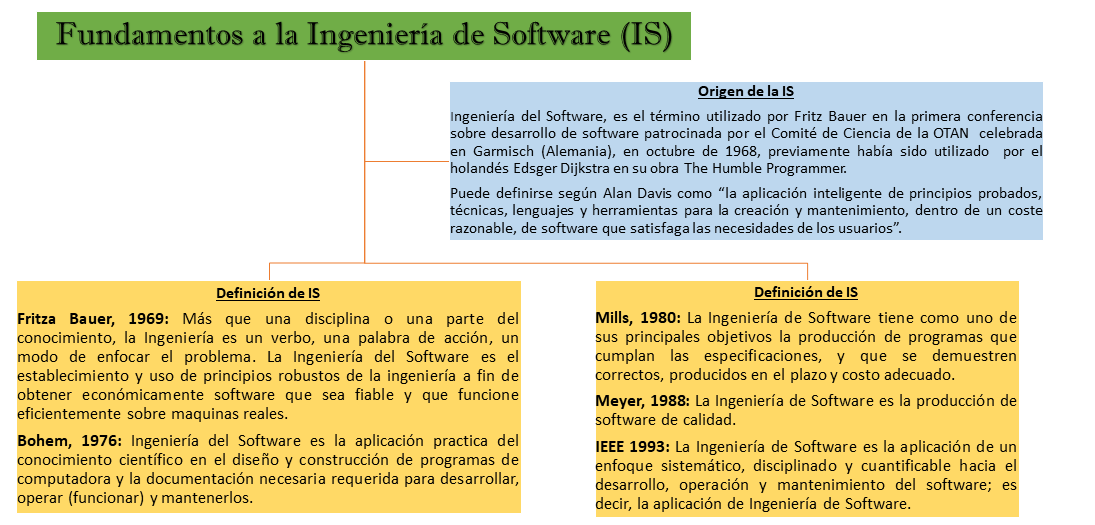 Fundamentos a la Ingeniería de Software (IS)
Origen de la IS
Ingeniería del Software, es el término utilizado por Fritz Bauer en la primera conferencia
sobre desarrollo de software patrocinada por el Comité de Ciencia de la OTAN celebrada
en Garmisch (Alemania), en octubre de 1968, previamente había sido utilizado por el
holandés Edsger Dijkstra en su obra The Humble Programmer.
Puede definirse según Alan Davis como “la aplicación inteligente de principios probados,
técnicas, lenguajes y herramientas para la creación y mantenimiento, dentro de un coste
razonable, de software que satisfaga las necesidades de los usuarios”.
Definición de IS
Fritza Bauer, 1969: Más que una disciplina o una parte del
conocimiento, la Ingeniería es un verbo, una palabra de acción, un
modo de enfocar el problema. La Ingeniería del Software es el
establecimiento y uso de principios robustos de la ingeniería a fin de
obtener económicamente software que sea fiable y que funcione
eficientemente sobre maquinas reales.
Bohem, 1976: Ingeniería del Software es la aplicación practica del
conocimiento científico en el diseño y construcción de programas de
computadora y la documentación necesaria requerida para desarrollar,
operar (funcionar) y mantenerlos.
Definición de IS
Mills, 1980: La Ingeniería de Software tiene como uno de
sus principales objetivos la producción de programas que
cumplan las especificaciones, y que se demuestren
correctos, producidos en el plazo y costo adecuado.
Meyer, 1988: La Ingeniería de Software es la producción de
software de calidad.
IEEE 1993: La Ingeniería de Software es la aplicación de un
enfoque sistemático, disciplinado y cuantificable hacia el
desarrollo, operación y mantenimiento del software; es
decir, la aplicación de Ingeniería de Software.